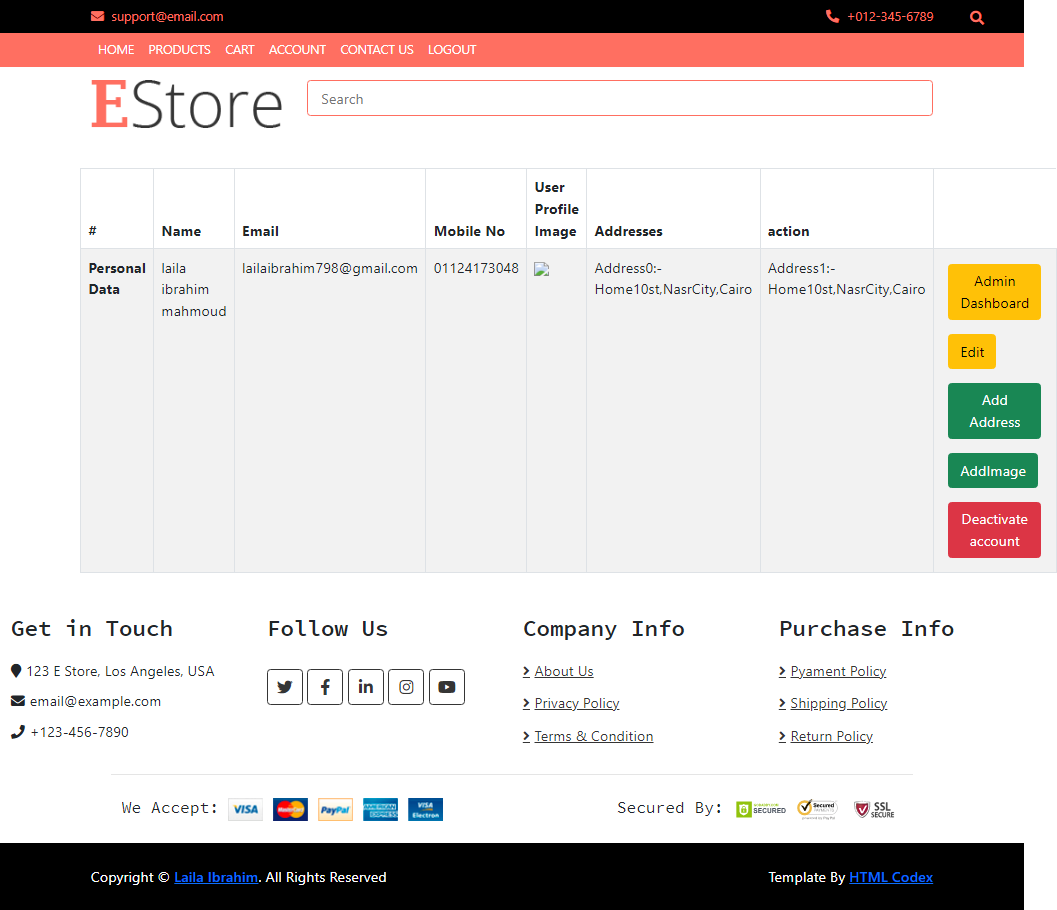 support@email.com
+012-345-6789
HOME PRODUCTS CART ACCOUNT CONTACT US LOGOUT
EStore
Search
#
Name
Email
Mobile No
User
Profile
Image
Addresses
action
Personal
Data
laila
ibrahim
mahmoud
lailaibrahim798@gmail.com
01124173048
Address0:-
Home10st,NasrCity,Cairo
Address1:-
Home10st,NasrCity,Cairo
Admin
Dashboard
Edit
Add
Address
AddImage
Deactivate
account
Get in Touch
123 E Store, Los Angeles, USA
email@example.com
+123-456-7890
Follow Us
Company Info
About Us
Privacy Policy
Terms & Condition
Purchase Info
Pyament Policy
Shipping Policy
Return Policy
We Accept:
VISA
MasterCard
PayPal
AMERICAN
EXPRESS
VISA
Electron
Secured By:
SECURED
Secured
PAYMENTS
SSL
SECURE
Copyright © Laila Ibrahim. All Rights Reserved
Template By HTML Codex